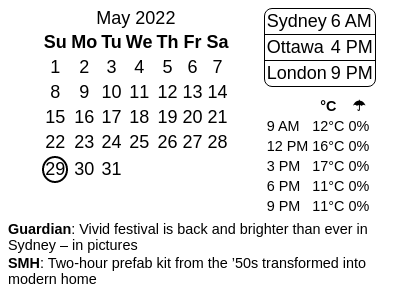 May 2022
Su Mo Tu We Th Fr Sa
1 2 3 4 5 6 7
8 9 10 11 12 13 14
15 16 17 18 19 20 21
22 23 24 25 26 27 28
29 30 31
Sydney 6 AM
Ottawa 4 PM
London 9 PM
°C ☂
9 AM 12°C 0%
12 PM 16°C 0%
3 PM 17°C 0%
6 PM 11°C 0%
9 PM 11°C 0%
Guardian: Vivid festival is back and brighter than ever in
Sydney – in pictures
SMH: Two-hour prefab kit from the ’50s transformed into
modern home